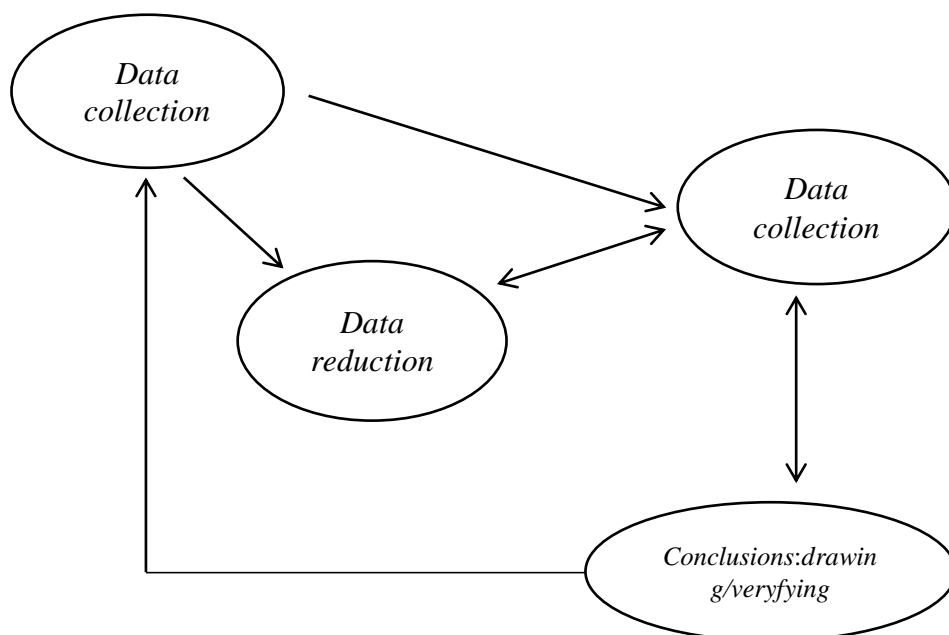 Data
collection
Data
collection
Data
reduction
Conclusions:drawin
g/veryfying